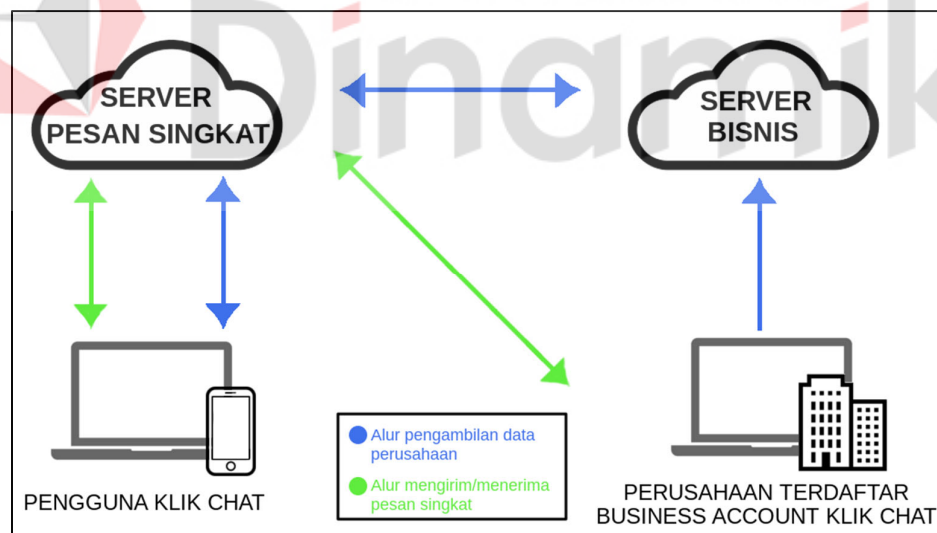 Dinamik
SERVER
PESAN SINGKAT
SERVER
BISNIS
Alur pengambilan data
perusahaan
Alur mengirim/menerima
pesan singkat
PENGGUNA KLIK CHAT
PERUSAHAAN TERDAFTAR
BUSINESS ACCOUNT KLIK CHAT